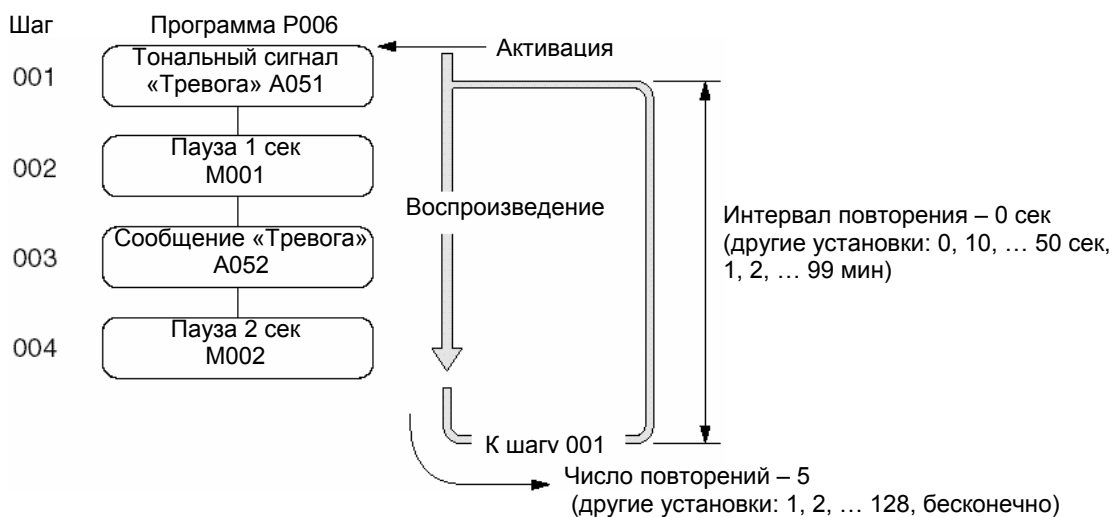 Шаг
Программа P006
Активация
001
Тональный сигнал
«Тревога» A051
002
Пауза 1 сек
M001
Воспроизведение
Интервал повторения – 0 сек
(другие установки: 0, 10, … 50 сек,
1, 2, … 99 мин)
003
Сообщение «Тревога»
A052
004
Пауза 2 сек
M002
К шагу 001
Число повторений – 5
(другие установки: 1, 2, … 128, бесконечно)